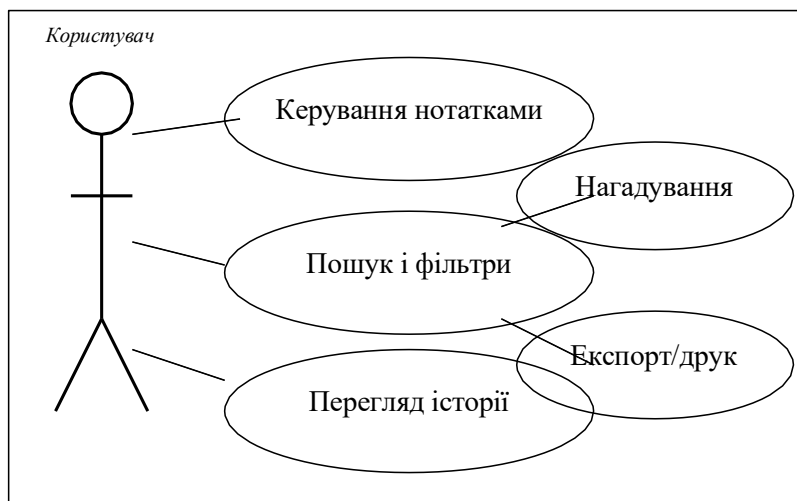 Користувач
Керування нотатками
Нагадування
Пошук і фільтри
Експорт/друк
Перегляд історії